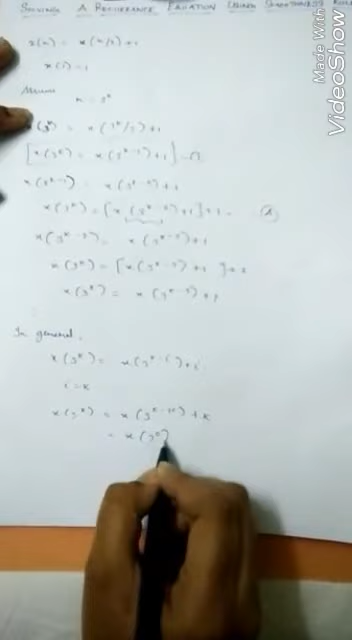 SOLVING A RECURRENCE EQUATION USING SMOOTHNESS RULE
x(n) = x(n/3)+1
x(1)=1
Assume
n = 3^k
x(3^k) = x(3^k/3)+1
[x(3^k) = x(3^k-1)+1] -①
x(3^k-1) = x(3^k-2)+1
x(3^k) = [x(3^k-2)+1]+1 - ②
x(3^k-2) = x(3^k-3)+1
x(3^k) = [x(3^k-3)+1]+2
x(3^k) = x(3^k-3)+3
In general,
x(3^k) = x(3^k-i)+i
i=k
x(3^k) = x(3^k-k)+k
= x(3^0)
Made With
VideoShow